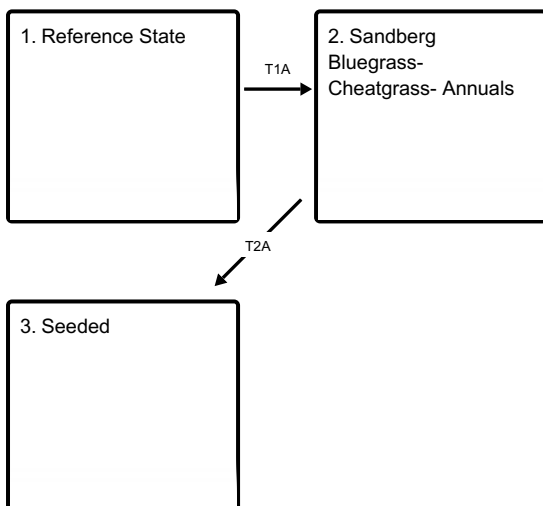 1. Reference State
T1A
2. Sandberg
Bluegrass-
Cheatgrass- Annuals
T2A
3. Seeded